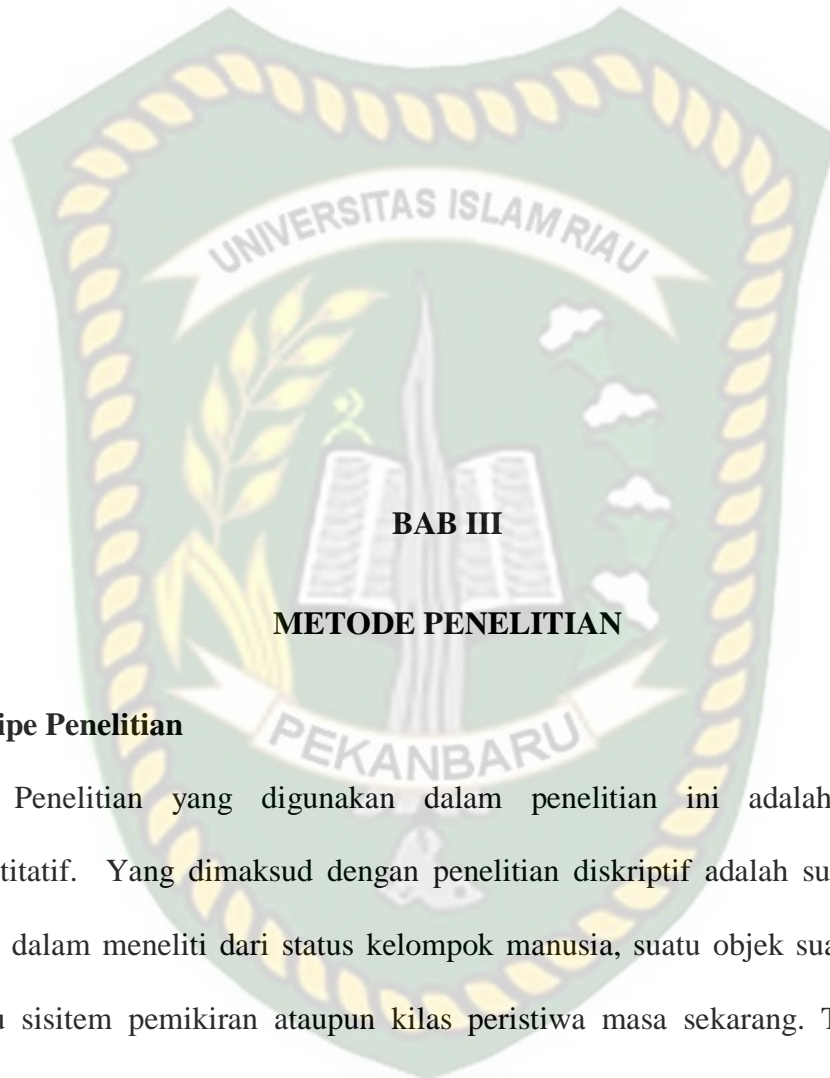 UNIVERSITAS ISLAM RIAU
BAB III
METODE PENELITIAN
ipe Penelitian
PEKANBARU
Penelitian yang digunakan dalam penelitian ini adalah
titatif. Yang dimaksud dengan penelitian diskriptif adalah su
dalam meneliti dari status kelompok manusia, suatu objek sua
u sisitem pemikiran ataupun kilas peristiwa masa sekarang. T